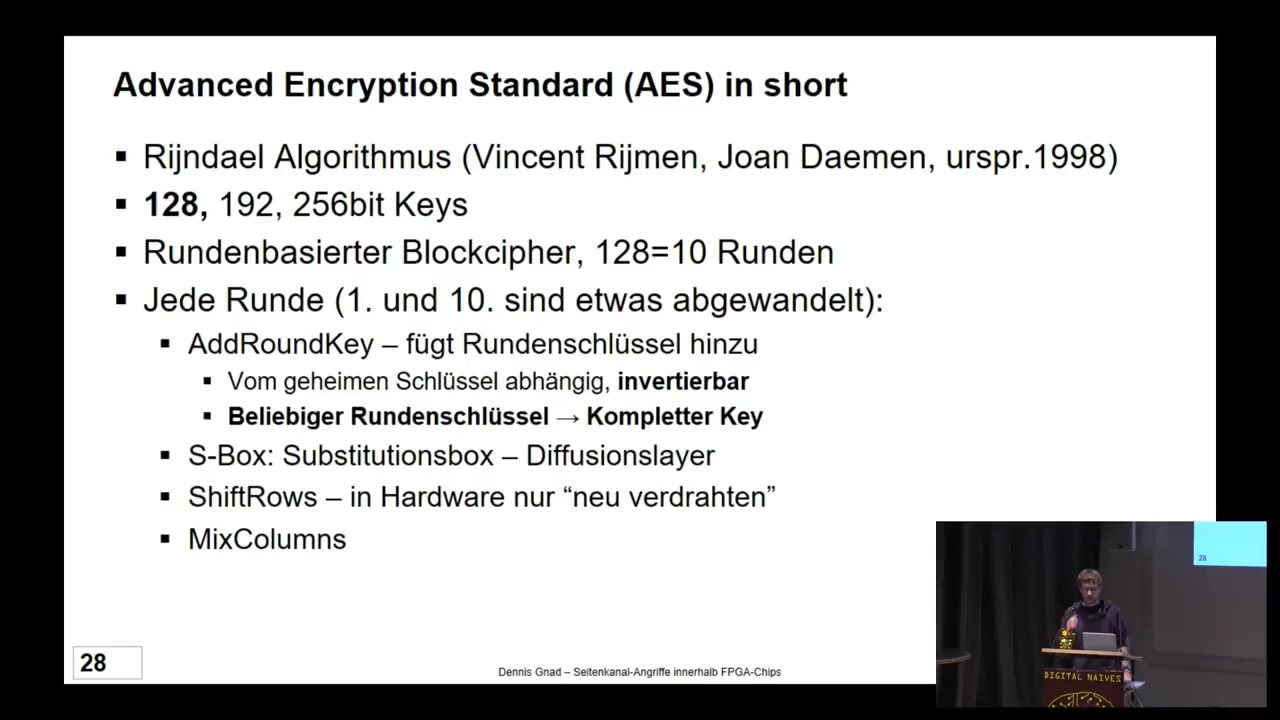 Advanced Encryption Standard (AES) in short
▪ Rijndael Algorithmus (Vincent Rijmen, Joan Daemen, urspr.1998)
▪ 128, 192, 256bit Keys
▪ Rundenbasierter Blockcipher, 128=10 Runden
▪ Jede Runde (1. und 10. sind etwas abgewandelt):
▪ AddRoundKey – fügt Rundenschlüssel hinzu
▪ Vom geheimen Schlüssel abhängig, invertierbar
▪ Beliebiger Rundenschlüssel → Kompletter Key
▪ S-Box: Substitutionsbox – Diffusionslayer
▪ ShiftRows – in Hardware nur “neu verdrahten”
▪ MixColumns
28
Dennis Gnad – Seitenkanal-Angriffe innerhalb FPGA-Chips
28
DIGITAL NAIVES